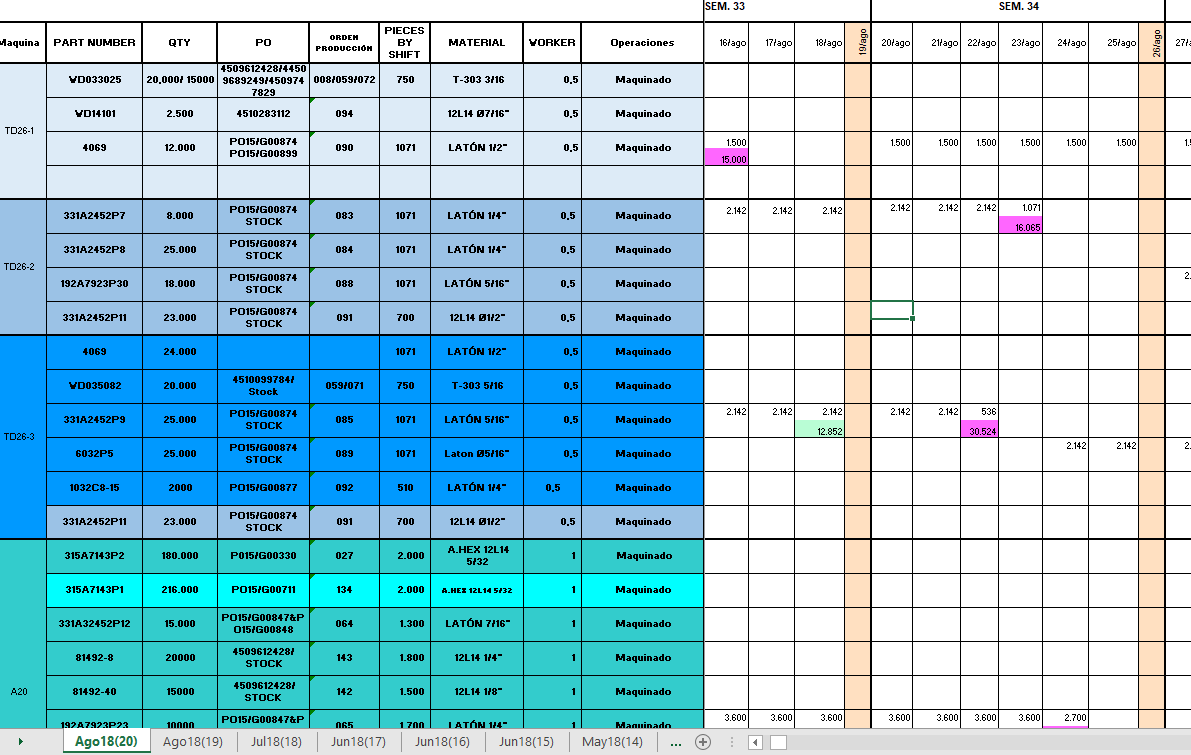 SEM. 33 SEM. 34
Maquina PART NUMBER QTY PO ORDEN PRODUCCIÓN PIECES BY SHIFT MATERIAL WORKER Operaciones 16/ago 17/ago 18/ago 19/ago 20/ago 21/ago 22/ago 23/ago 24/ago 25/ago 26/ago 27/a
TD26-1
WD033025 20,000/ 15000 4509612428/4450 9689249/450974 7829 008/059/072 750 T-303 3/16 0,5 Maquinado
WD14101 2.500 4510283112 094 12L14 Ø7/16" 0,5 Maquinado
4069 12.000 PO15/G00874 PO15/G00899 090 1071 LATÓN 1/2" 0,5 Maquinado 1.500 1.500 1.500 1.500 1.500 1.500 1.500
15.000
TD26-2
331A2452P7 8.000 PO15/G00874 STOCK 083 1071 LATÓN 1/4" 0,5 Maquinado 2.142 2.142 2.142 2.142 2.142 2.142 1.071
16.065
331A2452P8 25.000 PO15/G00874 STOCK 084 1071 LATÓN 1/4" 0,5 Maquinado
192A7923P30 18.000 PO15/G00874 STOCK 088 1071 LATÓN 5/16" 0,5 Maquinado
331A2452P11 23.000 PO15/G00874 STOCK 091 700 12L14 Ø1/2" 0,5 Maquinado
TD26-3
4069 24.000 1071 LATÓN 1/2" 0,5 Maquinado
WD035082 20.000 4510099784/ Stock 059/071 750 T-303 5/16 0,5 Maquinado
331A2452P9 25.000 PO15/G00874 STOCK 085 1071 LATÓN 5/16" 0,5 Maquinado 2.142 2.142 2.142 2.142 2.142 536
12.852 30.524
6032P5 25.000 PO15/G00874 STOCK 089 1071 Laton Ø5/16" 0,5 Maquinado 2.142 2.142
1032C8-15 2000 PO15/G00877 092 510 LATÓN 1/4" 0,5 Maquinado
331A2452P11 23.000 PO15/G00874 STOCK 091 700 12L14 Ø1/2" 0,5 Maquinado
A20
315A7143P2 180.000 PO15/G00330 027 2.000 A.HEX 12L14 5/32 1 Maquinado
315A7143P1 216.000 PO15/G00711 134 2.000 A.HEX 12L14 5/32 1 Maquinado
331A32452P12 15.000 PO15/G00847&P O15/G00848 064 1.300 LATÓN 7/16" 1 Maquinado
81492-8 20000 4509612428/ STOCK 143 1.800 12L14 1/4" 1 Maquinado
81492-40 15000 4509612428/ STOCK 142 1.500 12L14 1/8" 1 Maquinado
192A7923P23 10000 PO15/G00847&P 065 1.700 LATÓN 1/4" 1 Maquinado 3.600 3.600 3.600 3.600 3.600 3.600 3.600 2.700
Ago18(20) Ago18(19) Jul18(18) Jun18(17) Jun18(16) Jun18(15) May18(14) ...